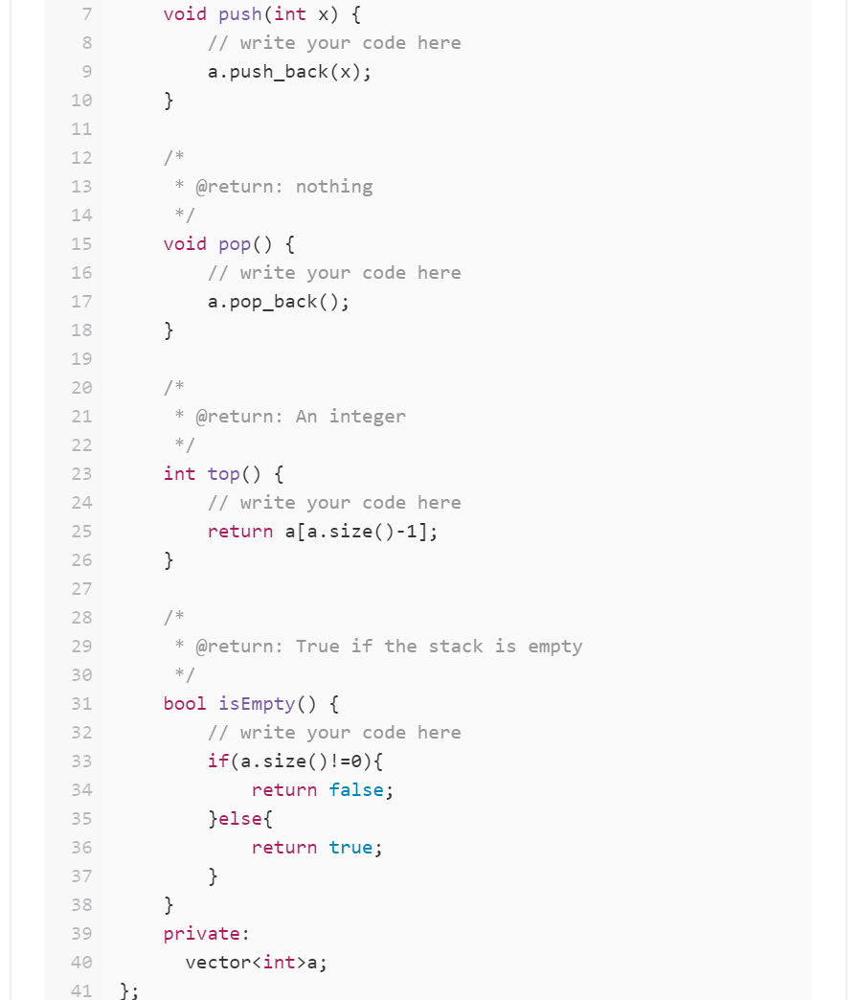 7 void push(int x) {
8 // write your code here
9 a.push_back(x);
10 }
11
12 /*
13 * @return: nothing
14 */
15 void pop() {
16 // write your code here
17 a.pop_back();
18 }
19
20 /*
21 * @return: An integer
22 */
23 int top() {
24 // write your code here
25 return a[a.size()-1];
26 }
27
28 /*
29 * @return: True if the stack is empty
30 */
31 bool isEmpty() {
32 // write your code here
33 if(a.size()!=0){
34 return false;
35 }else{
36 return true;
37 }
38 }
39 private:
40 vector<int>a;
41 };